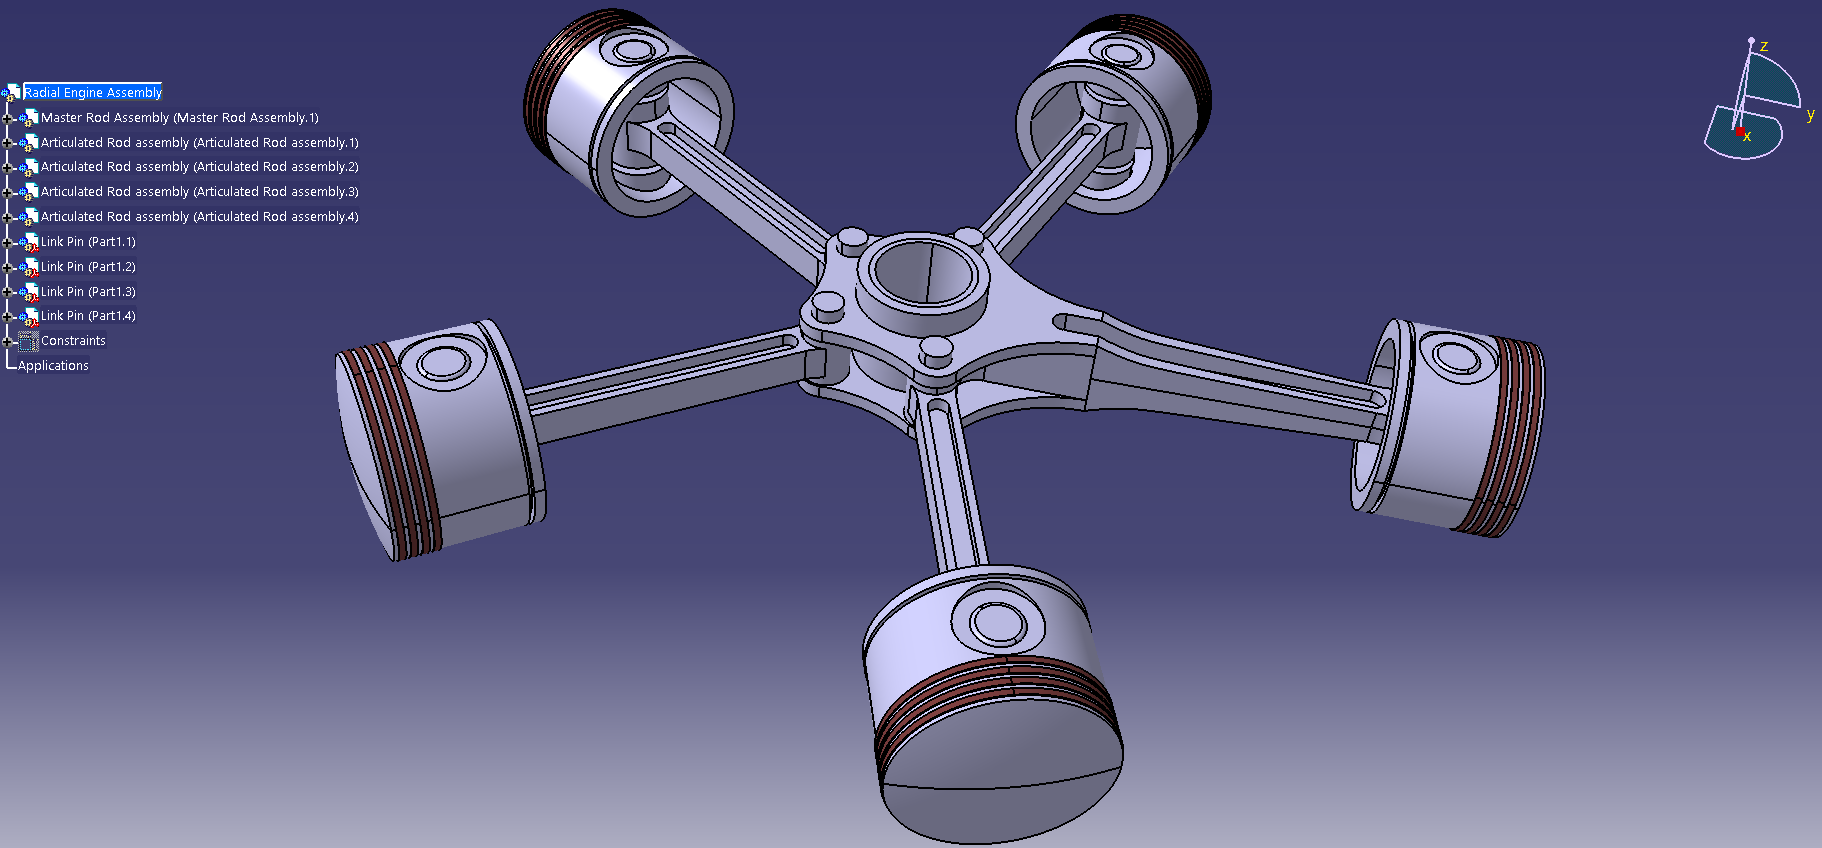 Radial Engine Assembly
Master Rod Assembly (Master Rod Assembly.1)
Articulated Rod assembly (Articulated Rod assembly.1)
Articulated Rod assembly (Articulated Rod assembly.2)
Articulated Rod assembly (Articulated Rod assembly.3)
Articulated Rod assembly (Articulated Rod assembly.4)
Link Pin (Part1.1)
Link Pin (Part1.2)
Link Pin (Part1.3)
Link Pin (Part1.4)
Constraints
Applications
z
y
x